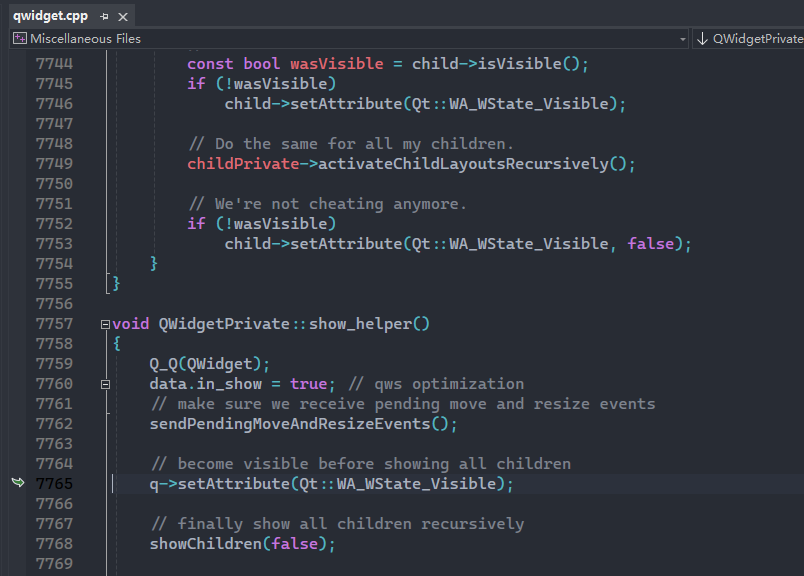 qwidget.cpp
Miscellaneous Files
QWidgetPrivate
7744 const bool wasVisible = child->isVisible();
7745 if (!wasVisible)
7746 child->setAttribute(Qt::WA_WState_Visible);
7747
7748 // Do the same for all my children.
7749 childPrivate->activateChildLayoutsRecursively();
7750
7751 // We're not cheating anymore.
7752 if (!wasVisible)
7753 child->setAttribute(Qt::WA_WState_Visible, false);
7754 }
7755 }
7756
7757 void QWidgetPrivate::show_helper()
7758 {
7759 Q_Q(QWidget);
7760 data.in_show = true; // qws optimization
7761 // make sure we receive pending move and resize events
7762 sendPendingMoveAndResizeEvents();
7763
7764 // become visible before showing all children
7765 q->setAttribute(Qt::WA_WState_Visible);
7766
7767 // finally show all children recursively
7768 showChildren(false);
7769